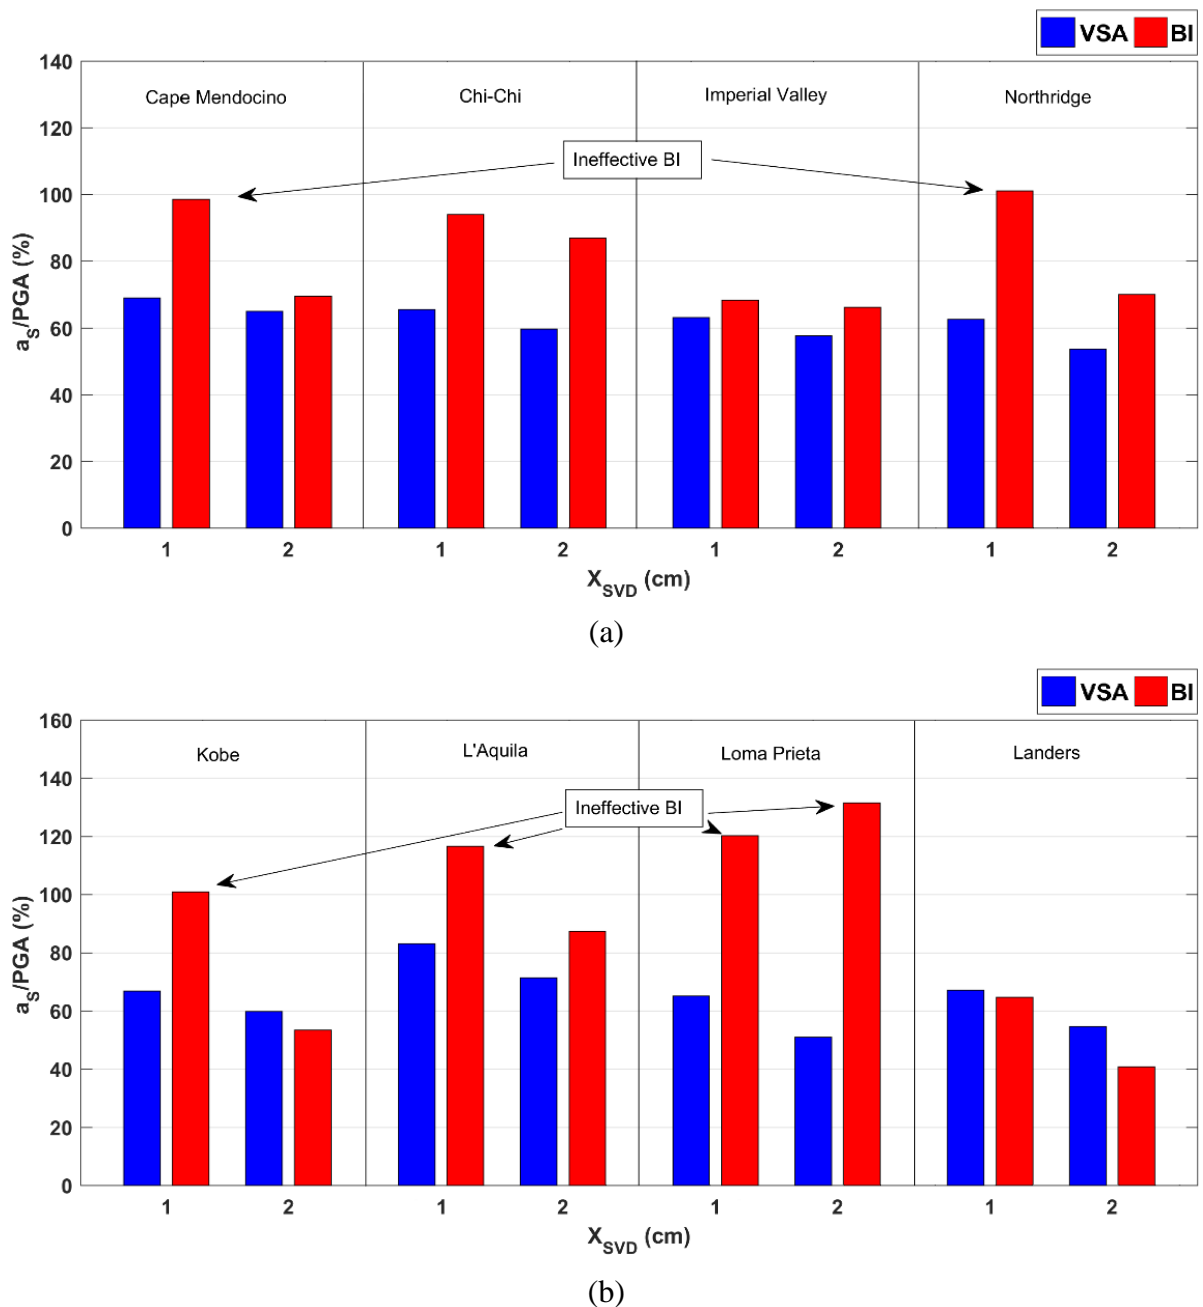 VSA BI
140
Cape Mendocino Chi-Chi Imperial Valley Northridge
120
Ineffective BI
100
80
60
40
20
0
a_S/PGA (%)
1 2 1 2 1 2 1 2
X_SVD (cm)
(a)
VSA BI
160
Kobe L'Aquila Loma Prieta Landers
140
Ineffective BI
120
100
80
60
40
20
0
a_S/PGA (%)
1 2 1 2 1 2 1 2
X_SVD (cm)
(b)